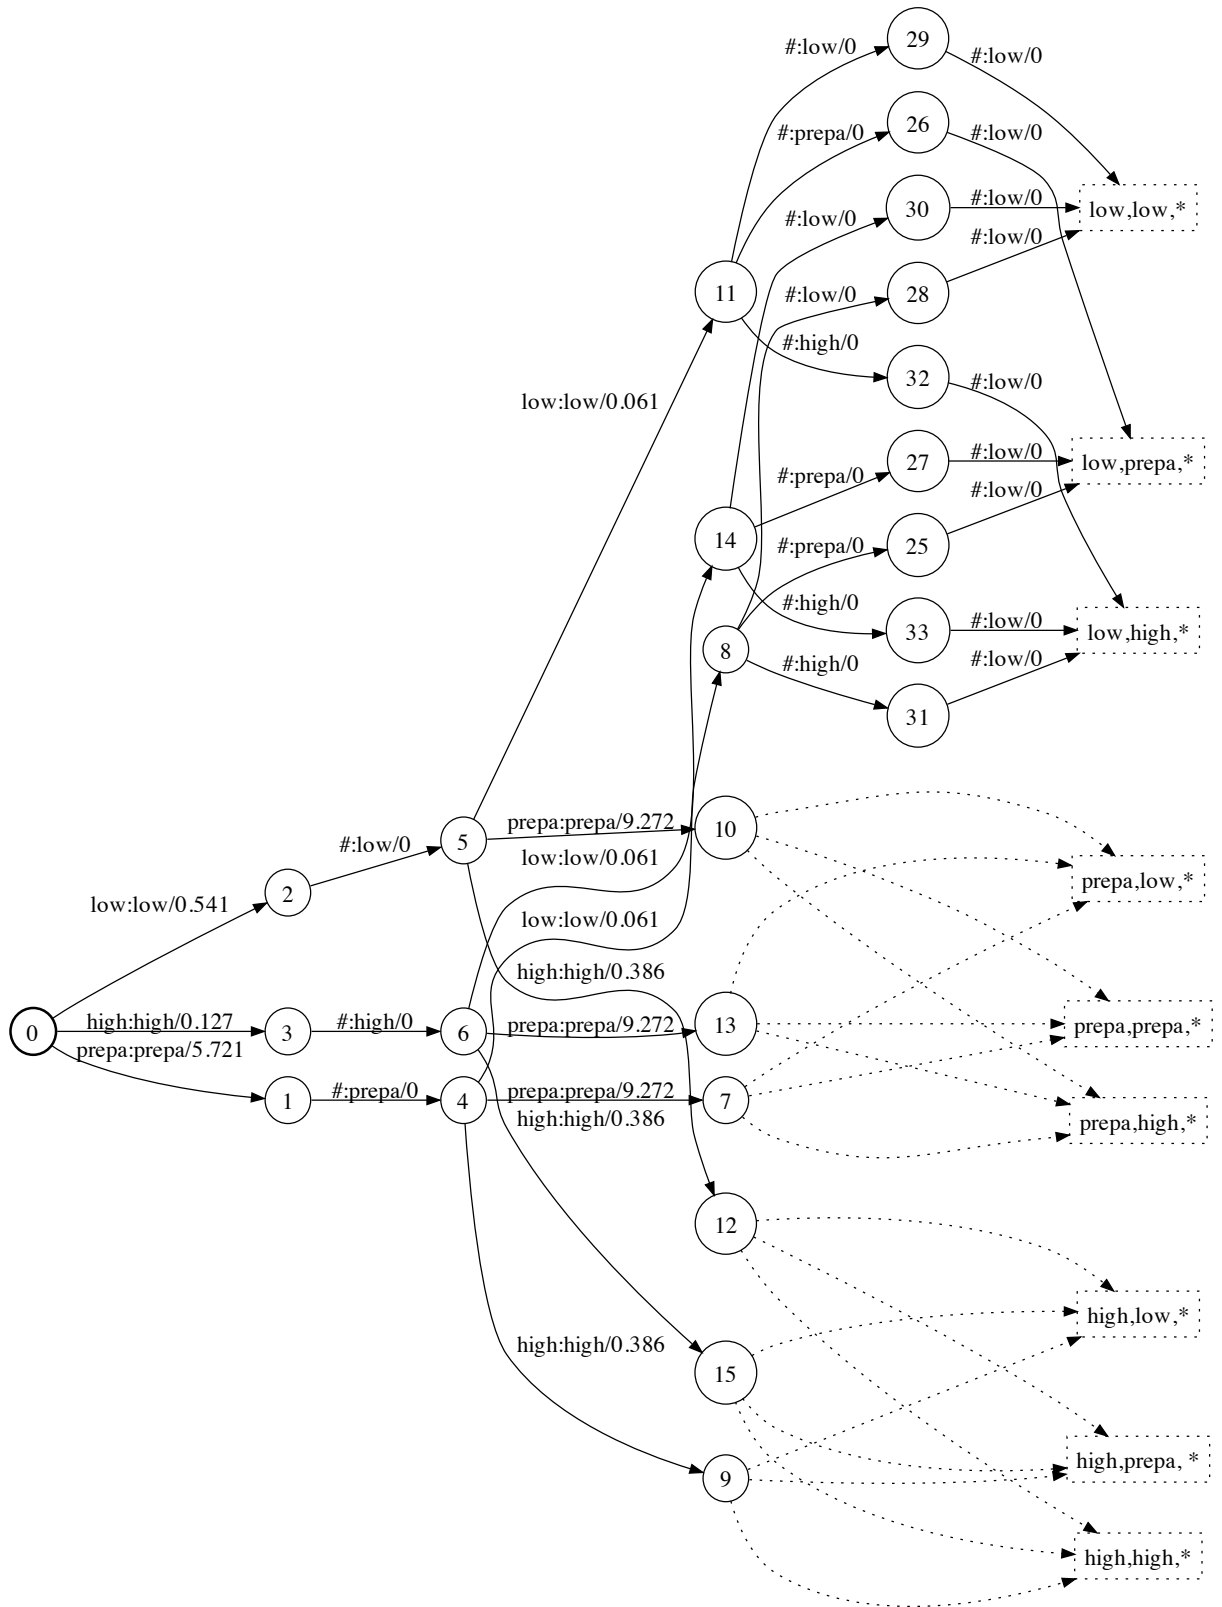 29
#:low/0
#:low/0
26
#:prepa/0
#:low/0
30
#:low/0
low,low,*
#:low/0
#:low/0
11
28
#:low/0
#:high/0
32
#:low/0
low:low/0.061
27
#:low/0
low,prepa,*
#:prepa/0
#:low/0
14
25
#:prepa/0
#:high/0
33
#:low/0
low,high,*
8
#:high/0
#:low/0
31
prepa:prepa/9.272
10
5
#:low/0
low:low/0.061
prepa,low,*
2
low:low/0.541
low:low/0.061
high:high/0.386
0
high:high/0.127
3
#:high/0
6
prepa:prepa/9.272
13
prepa,prepa,*
prepa:prepa/5.721
1
#:prepa/0
4
prepa:prepa/9.272
7
high:high/0.386
prepa,high,*
12
high,low,*
high:high/0.386
15
high,prepa, *
9
high,high,*